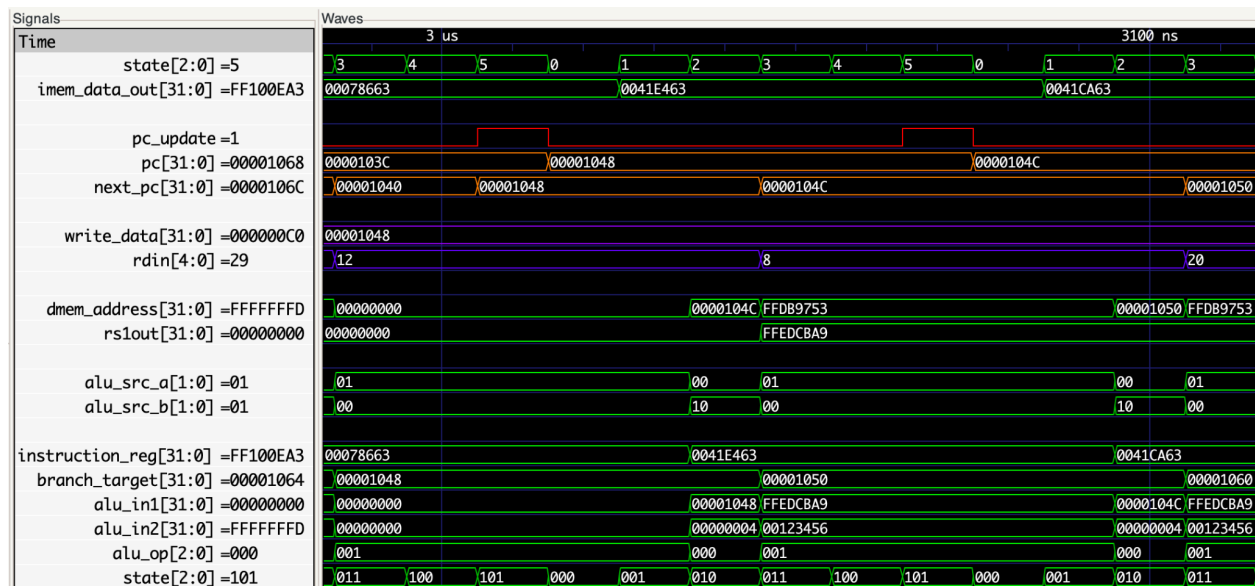 Signals Waves
Time 3 us 3100 ns
state[2:0] =5 3 4 5 0 1 2 3 4 5 0 1 2 3
imem_data_out[31:0] =FF100EA3 00078663 0041E463 0041CA63
pc_update =1
pc[31:0] =00001068 0000103C 00001048 0000104C
next_pc[31:0] =0000106C 00001040 00001048 0000104C 00001050
write_data[31:0] =000000C0 00001048
rdin[4:0] =29 12 8 20
dmem_address[31:0] =FFFFFFFD 00000000 0000104C FFDB9753 00001050 FFDB9753
rs1out[31:0] =00000000 00000000 FFEDCBA9
alu_src_a[1:0] =01 01 00 01 00 01
alu_src_b[1:0] =01 00 10 00 10 00
instruction_reg[31:0] =FF100EA3 00078663 0041E463 0041CA63
branch_target[31:0] =00001064 00001048 00001050 00001060
alu_in1[31:0] =00000000 00000000 00001048 FFEDCBA9 0000104C FFEDCBA9
alu_in2[31:0] =FFFFFFFD 00000000 00000004 00123456 00000004 00123456
alu_op[2:0] =000 001 000 001 000 001
state[2:0] =101 011 100 101 000 001 010 011 100 101 000 001 010 011